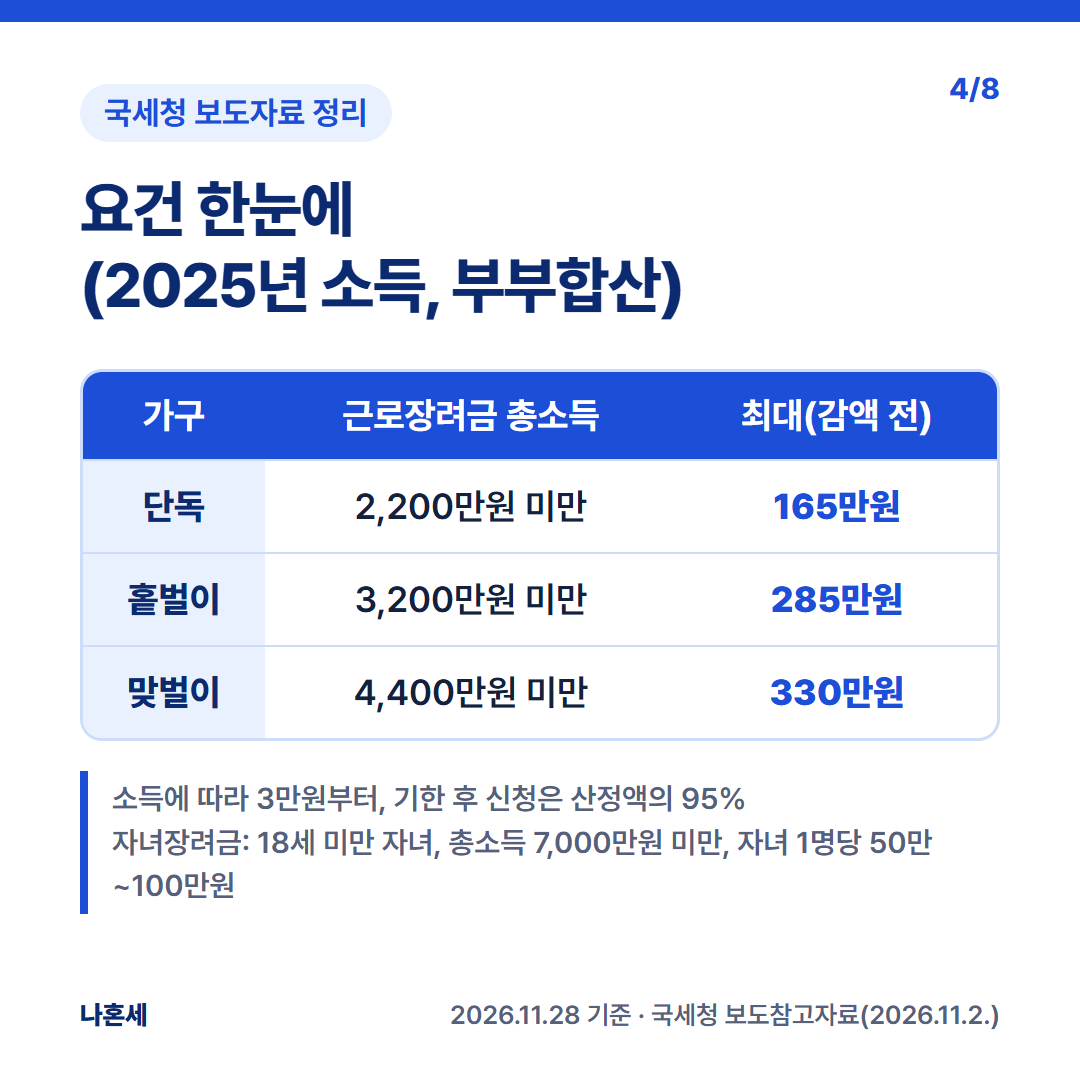 국세청 보도자료 정리
4/8
요건 한눈에
(2025년 소득, 부부합산)
가구 근로장려금 총소득 최대(감액 전)
단독 2,200만원 미만 165만원
홑벌이 3,200만원 미만 285만원
맞벌이 4,400만원 미만 330만원
소득에 따라 3만원부터, 기한 후 신청은 산정액의 95%
자녀장려금: 18세 미만 자녀, 총소득 7,000만원 미만, 자녀 1명당 50만
~100만원
나혼세
2026.11.28 기준 · 국세청 보도참고자료(2026.11.2.)